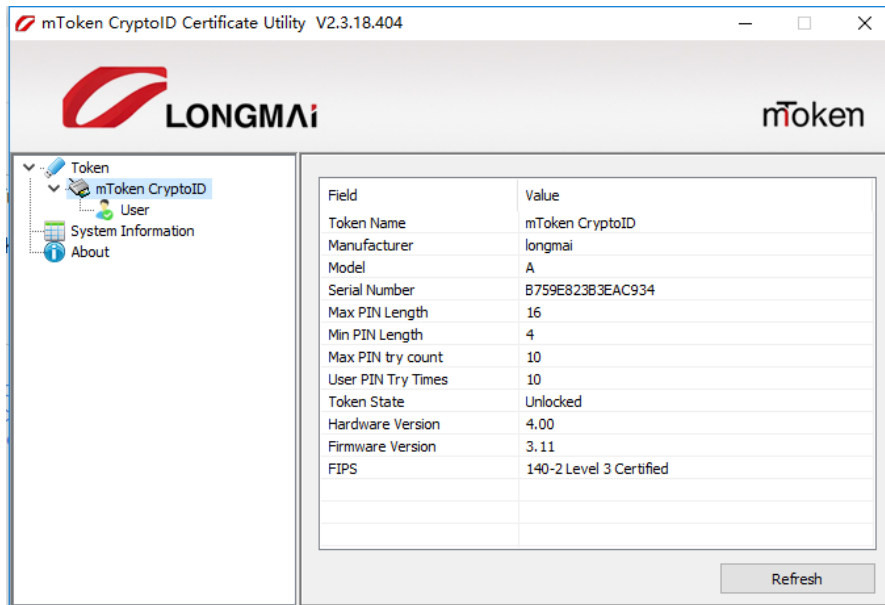 mToken CryptoID Certificate Utility V2.3.18.404
LONGMAi
mToken
Token
mToken CryptoID
User
System Information
About
Field Value
Token Name mToken CryptoID
Manufacturer longmai
Model A
Serial Number B759E823B3EAC934
Max PIN Length 16
Min PIN Length 4
Max PIN try count 10
User PIN Try Times 10
Token State Unlocked
Hardware Version 4.00
Firmware Version 3.11
FIPS 140-2 Level 3 Certified
Refresh